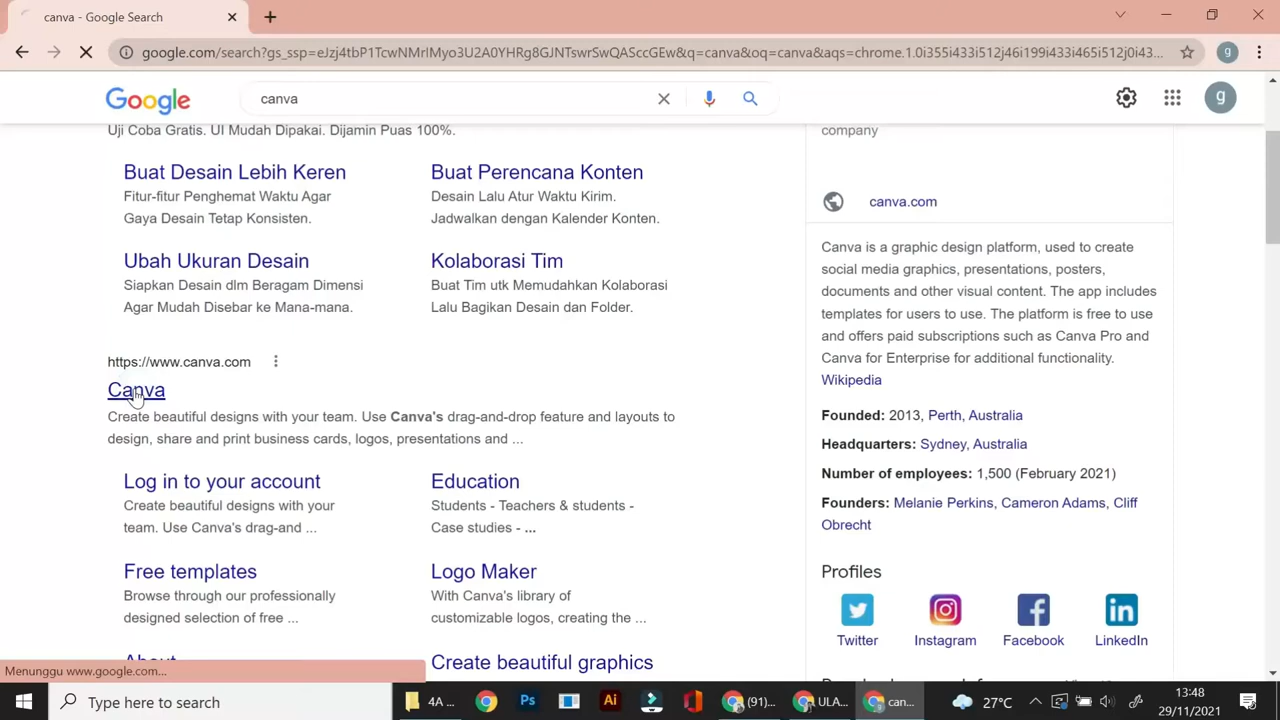 canva - Google Search
google.com/search?gs_ssp=eJzj4tbP1TcwNMrIMyo3U2A0YHRg8GJNTswrSwQASccGEw&q=canva&oq=canva&aqs=chrome.1.0i355i433i512j46i199i433i465i512j0i43...
g
Google
canva
g
Uji Coba Gratis. UI Mudah Dipakai. Dijamin Puas 100%.
Buat Desain Lebih Keren
Fitur-fitur Penghemat Waktu Agar
Gaya Desain Tetap Konsisten.
Buat Perencana Konten
Desain Lalu Atur Waktu Kirim.
Jadwalkan dengan Kalender Konten.
Ubah Ukuran Desain
Siapkan Desain dlm Beragam Dimensi
Agar Mudah Disebar ke Mana-mana.
Kolaborasi Tim
Buat Tim utk Memudahkan Kolaborasi
Lalu Bagikan Desain dan Folder.
https://www.canva.com
Canva
Create beautiful designs with your team. Use Canva's drag-and-drop feature and layouts to
design, share and print business cards, logos, presentations and ...
Log in to your account
Create beautiful designs with your
team. Use Canva's drag-and ...
Education
Students - Teachers & students -
Case studies - ...
Free templates
Browse through our professionally
designed selection of free ...
Logo Maker
With Canva's library of
customizable logos, creating the ...
About
Create beautiful graphics
company
canva.com
Canva is a graphic design platform, used to create
social media graphics, presentations, posters,
documents and other visual content. The app includes
templates for users to use. The platform is free to use
and offers paid subscriptions such as Canva Pro and
Canva for Enterprise for additional functionality.
Wikipedia
Founded: 2013, Perth, Australia
Headquarters: Sydney, Australia
Number of employees: 1,500 (February 2021)
Founders: Melanie Perkins, Cameron Adams, Cliff
Obrecht
Profiles
Twitter
Instagram
Facebook
LinkedIn
Menunggu www.google.com...
Type here to search
4A ...
Ps
Ai
(91)...
ULA...
can...
27°C
13:48
29/11/2021